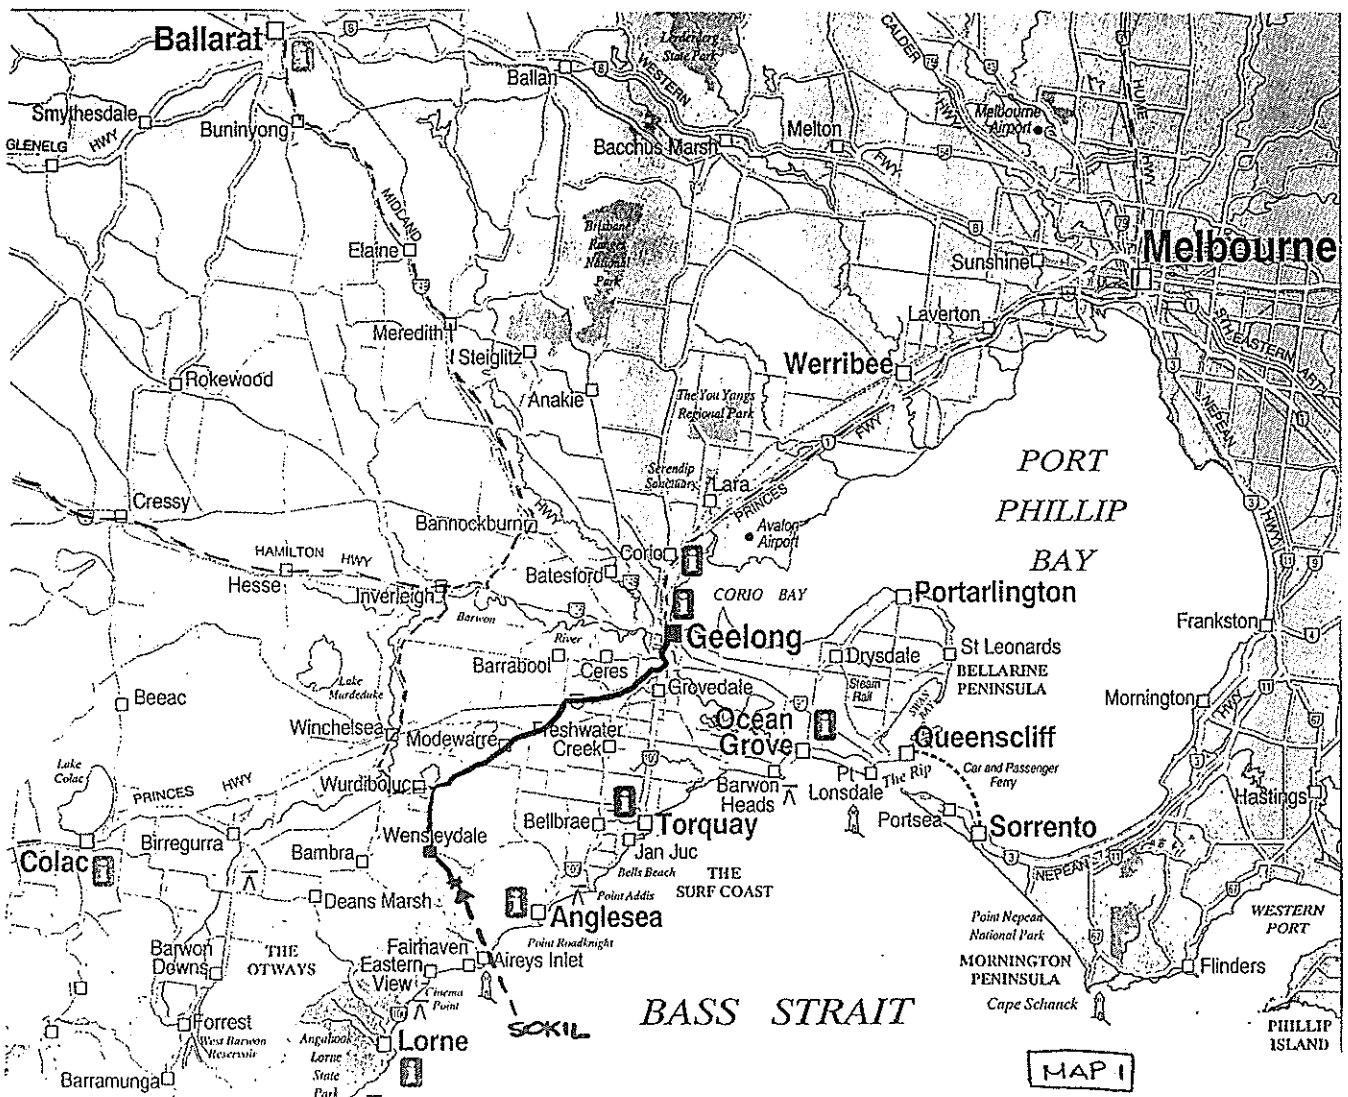 Ballarat
Lerderderg
State Park
Ballan
WESTERN
CALDER
HWY
HUME
HWY
Melbourne
Airport
Smythesdale
GLENELG
HWY
Buninyong
Bacchus Marsh
Melton
FWY
MIDLAND
Elaine
Brisbane
Ranges
National
Park
Sunshine
Melbourne
Laverton
Meredith
Steiglitz
Werribee
STH EASTERN
ART
NEPEAN
HWY
Rokewood
Anakie
The You Yangs
Regional Park
FWY
PORT
PHILLIP
BAY
Serendip
Sanctuary
Lara
PRINCES
Cressy
Bannockburn
HWY
Avalon
Airport
HAMILTON
HWY
Corio
Hesse
Inverleigh
Batesford
CORIO BAY
Portarlington
Barwon
River
Geelong
Frankston
Barrabool
Ceres
Drysdale
St Leonards
BELLARINE
PENINSULA
Lake
Murdeduke
Steam
Rail
SWAN
BAY
Beeac
Grovedale
Mornington
HWY
Winchelsea
Modewarre
Freshwater
Creek
Ocean
Grove
Queenscliff
Lake
Colac
PRINCES
HWY
Wurdiboluc
Barwon
Heads
Pt
Lonsdale
The Rip
Car and Passenger
Ferry
Hastings
Birregurra
Wensleydale
Bellbrae
Torquay
Portsea
Sorrento
Colac
Bambra
Jan Juc
Bells Beach
THE
SURF COAST
NEPEAN
Deans Marsh
Point Addis
Anglesea
Point Roadknight
Point Nepean
National Park
WESTERN
PORT
Barwon
Downs
THE
OTWAYS
Fairhaven
Aireys Inlet
Eastern
View
Cinema
Point
MORNINGTON
PENINSULA
Flinders
Cape Schanck
SOKIL
BASS STRAIT
Forrest
West Barwon
Reservoir
Angahook
Lorne
State
Park
Lorne
PHILLIP
ISLAND
Barramunga
MAP 1